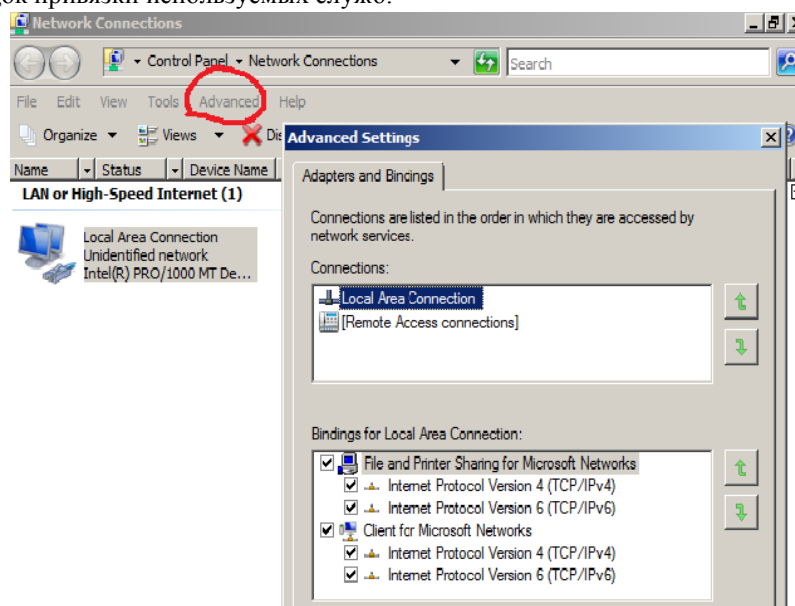 привязки используемых служб.
Network Connections
Control Panel Network Connections
Search
File Edit View Tools Advanced Help
Organize Views
Advanced Settings
Name Status Device Name
Adapters and Bindings
LAN or High-Speed Internet (1)
Local Area Connection
Unidentified network
Intel(R) PRO/1000 MT De...
Connections are listed in the order in which they are accessed by
network services.
Connections:
Local Area Connection
[Remote Access connections]
Bindings for Local Area Connection:
File and Printer Sharing for Microsoft Networks
Internet Protocol Version 4 (TCP/IPv4)
Internet Protocol Version 6 (TCP/IPv6)
Client for Microsoft Networks
Internet Protocol Version 4 (TCP/IPv4)
Internet Protocol Version 6 (TCP/IPv6)